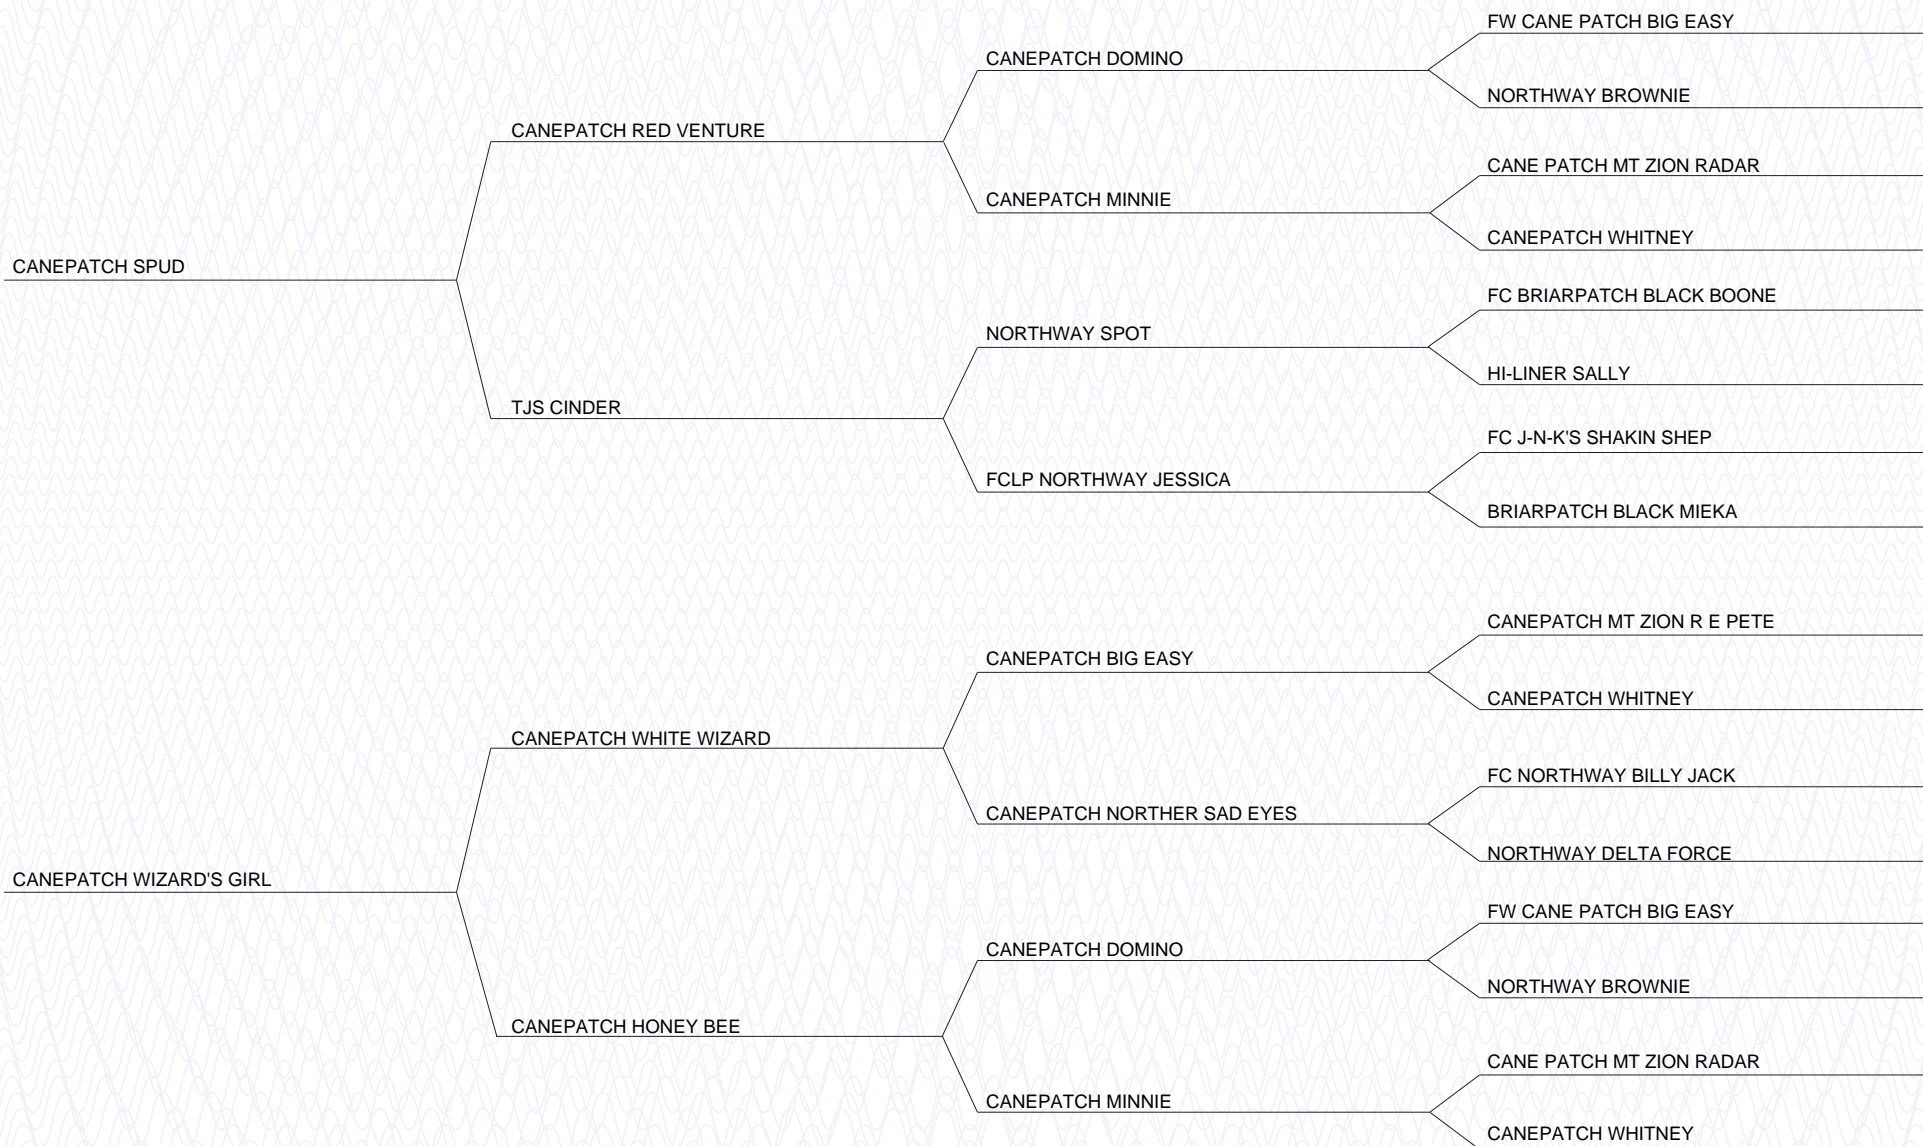 FW CANE PATCH BIG EASY
CANEPATCH DOMINO
NORTHWAY BROWNIE
CANEPATCH RED VENTURE
CANE PATCH MT ZION RADAR
CANEPATCH MINNIE
CANEPATCH WHITNEY
CANEPATCH SPUD
FC BRIARPATCH BLACK BOONE
NORTHWAY SPOT
HI-LINER SALLY
TJS CINDER
FC J-N-K'S SHAKIN SHEP
FCLP NORTHWAY JESSICA
BRIARPATCH BLACK MIEKA
CANEPATCH MT ZION R E PETE
CANEPATCH BIG EASY
CANEPATCH WHITNEY
CANEPATCH WHITE WIZARD
FC NORTHWAY BILLY JACK
CANEPATCH NORTHER SAD EYES
NORTHWAY DELTA FORCE
CANEPATCH WIZARD'S GIRL
FW CANE PATCH BIG EASY
CANEPATCH DOMINO
NORTHWAY BROWNIE
CANEPATCH HONEY BEE
CANE PATCH MT ZION RADAR
CANEPATCH MINNIE
CANEPATCH WHITNEY